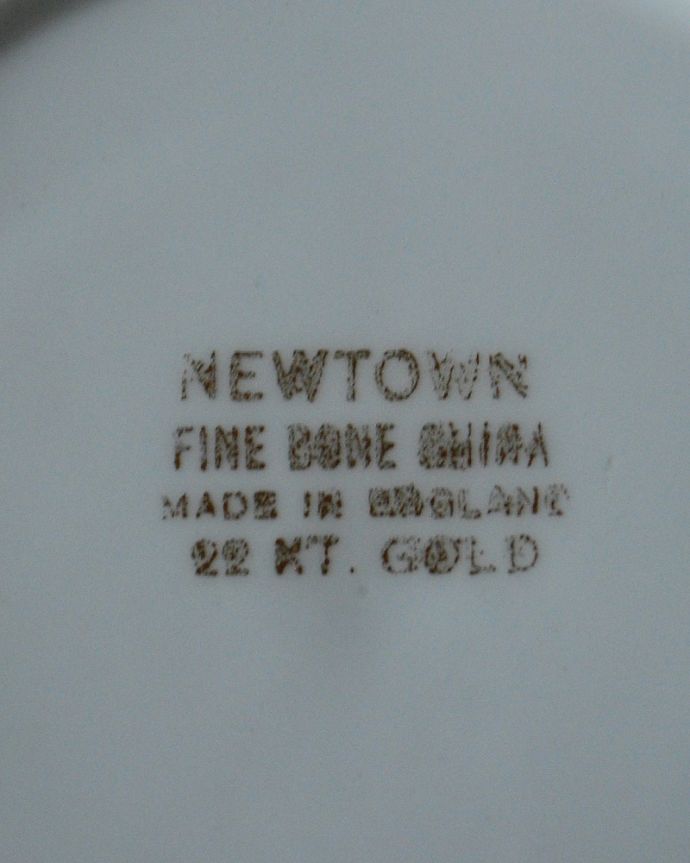 NEWTOWN
FINE BONE CHINA
MADE IN ENGLAND
22 KT. GOLD